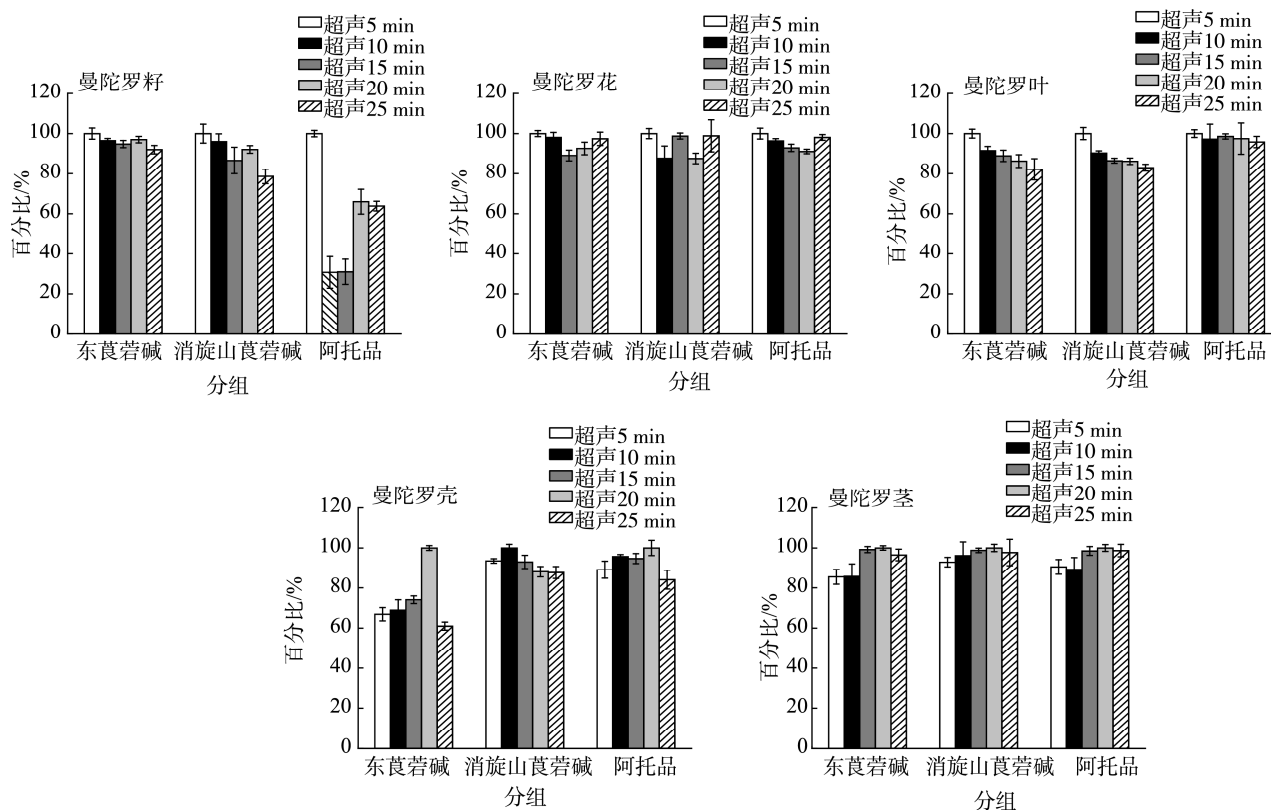 超声5 min
超声10 min
超声15 min
超声20 min
超声25 min
曼陀罗籽
120
100
80
60
40
20
0
百分比/%
东莨菪碱
消旋山莨菪碱
阿托品
分组
超声5 min
超声10 min
超声15 min
超声20 min
超声25 min
曼陀罗花
120
100
80
60
40
20
0
百分比/%
东莨菪碱
消旋山莨菪碱
阿托品
分组
超声5 min
超声10 min
超声15 min
超声20 min
超声25 min
曼陀罗叶
120
100
80
60
40
20
0
百分比/%
东莨菪碱
消旋山莨菪碱
阿托品
分组
超声5 min
超声10 min
超声15 min
超声20 min
超声25 min
曼陀罗壳
120
100
80
60
40
20
0
百分比/%
东莨菪碱
消旋山莨菪碱
阿托品
分组
超声5 min
超声10 min
超声15 min
超声20 min
超声25 min
曼陀罗茎
120
100
80
60
40
20
0
百分比/%
东莨菪碱
消旋山莨菪碱
阿托品
分组